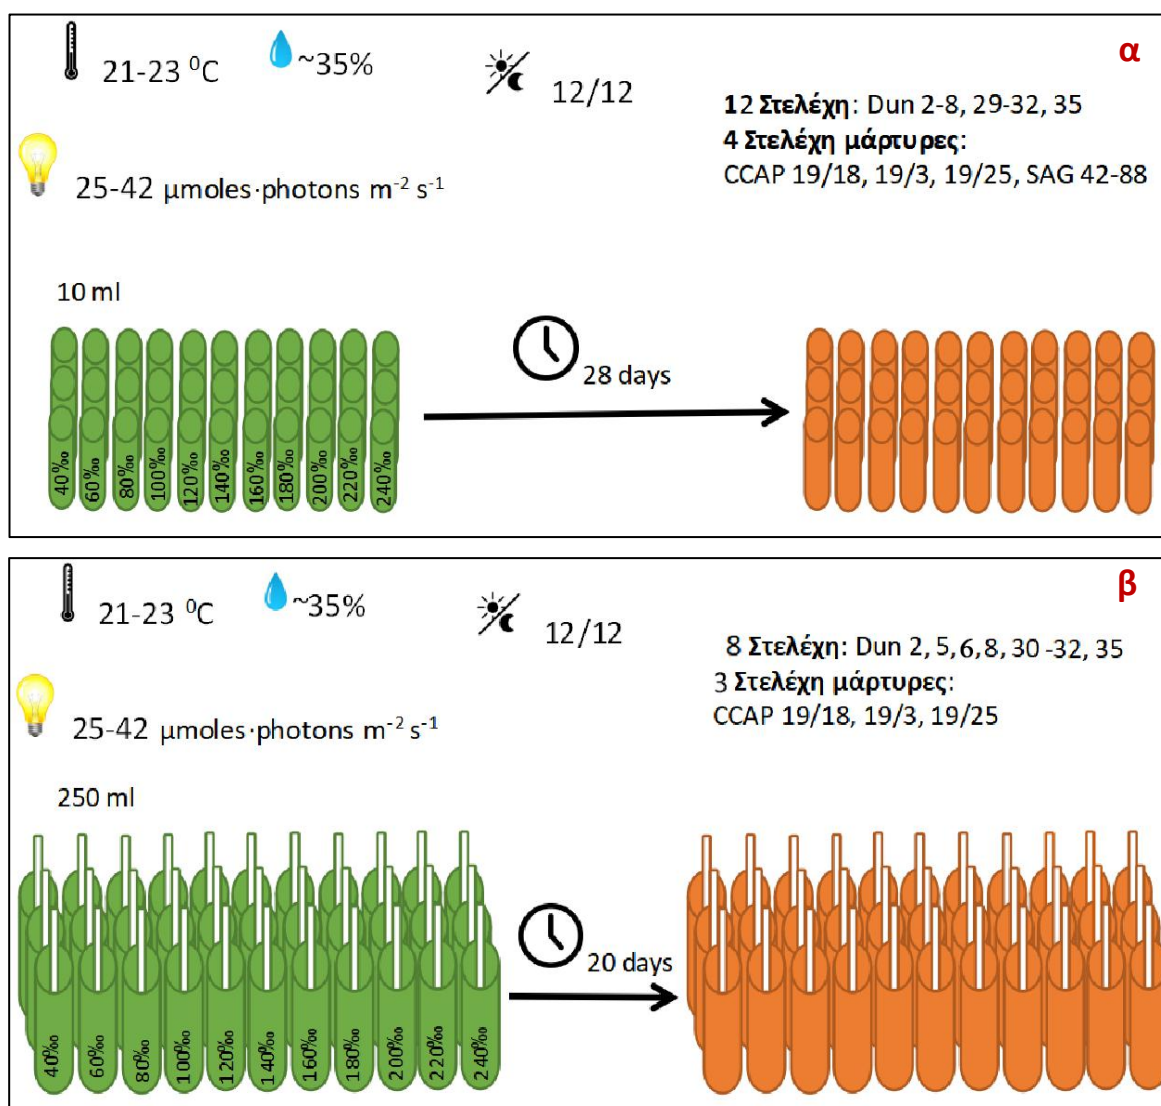 α
21-23 ⁰C
~35%
12/12
12 Στελέχη: Dun 2-8, 29-32, 35
4 Στελέχη μάρτυρες:
CCAP 19/18, 19/3, 19/25, SAG 42-88
25-42 μmoles·photons m⁻² s⁻¹
10 ml
28 days
40‰ 60‰ 80‰ 100‰ 120‰ 140‰ 160‰ 180‰ 200‰ 220‰ 240‰
β
21-23 ⁰C
~35%
12/12
8 Στελέχη: Dun 2, 5,6,8, 30 -32, 35
3 Στελέχη μάρτυρες:
CCAP 19/18, 19/3, 19/25
25-42 μmoles·photons m⁻² s⁻¹
250 ml
20 days
40‰ 60‰ 80‰ 100‰ 120‰ 140‰ 160‰ 180‰ 200‰ 220‰ 240‰